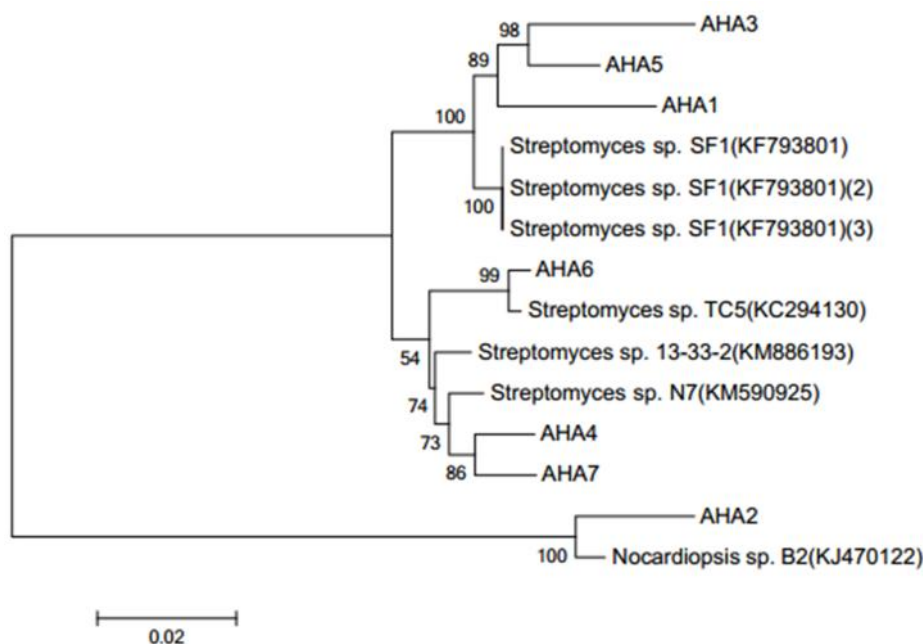 AHA3
98
AHA5
89
AHA1
100
Streptomyces sp. SF1(KF793801)
Streptomyces sp. SF1(KF793801)(2)
100
Streptomyces sp. SF1(KF793801)(3)
AHA6
99
Streptomyces sp. TC5(KC294130)
Streptomyces sp. 13-33-2(KM886193)
54
Streptomyces sp. N7(KM590925)
74
AHA4
73
AHA7
86
AHA2
Nocardiopsis sp. B2(KJ470122)
100
0.02